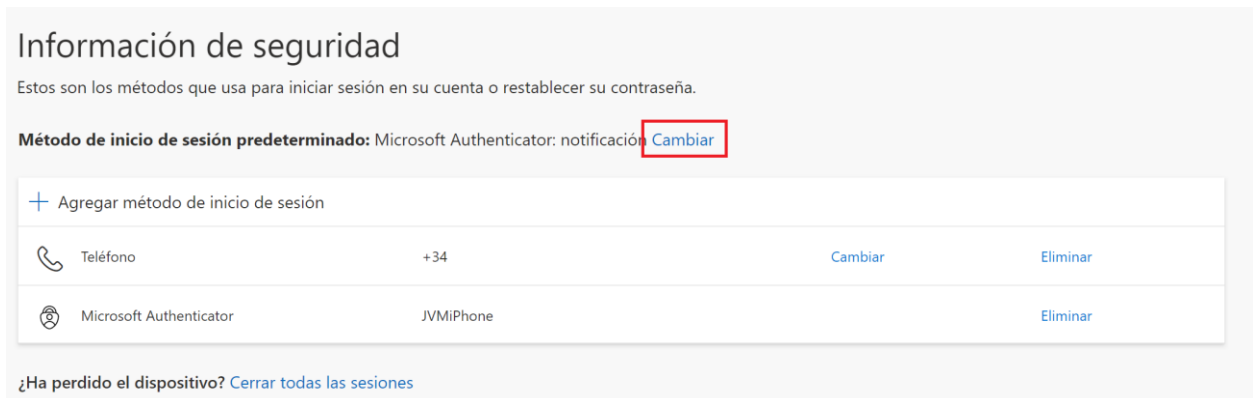 Información de seguridad
Estos son los métodos que usa para iniciar sesión en su cuenta o restablecer su contraseña.
Método de inicio de sesión predeterminado: Microsoft Authenticator: notificación Cambiar
+ Agregar método de inicio de sesión
Teléfono +34 Cambiar Eliminar
Microsoft Authenticator JVMiPhone Eliminar
¿Ha perdido el dispositivo? Cerrar todas las sesiones